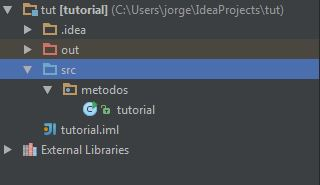 tut [tutorial] (C:\Users\jorge\IdeaProjects\tut)
.idea
out
src
metodos
tutorial
tutorial.iml
External Libraries